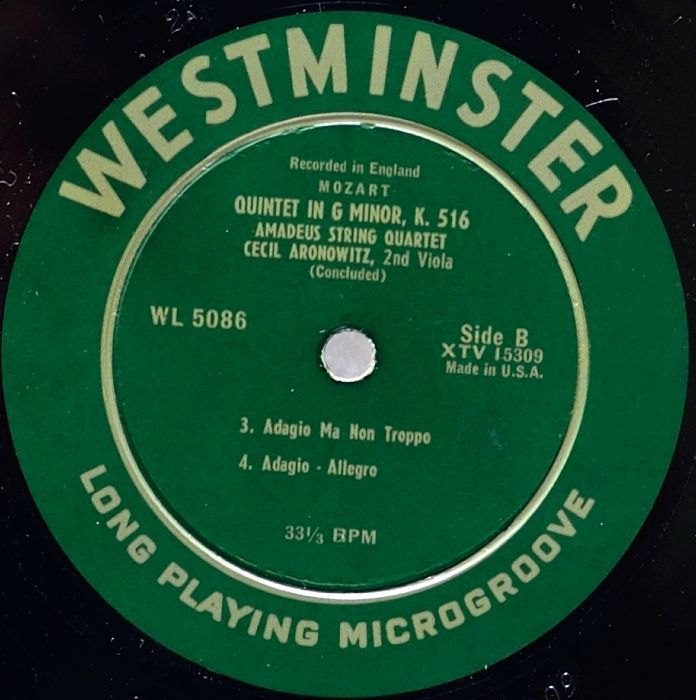 WESTMINSTER
Recorded in England
MOZART
QUINTET IN G MINOR, K. 516
AMADEUS STRING QUARTET
CECIL ARONOWITZ, 2nd Viola
(Concluded)
WL 5086
Side B
XTV 15309
Made in U.S.A.
3. Adagio Ma Non Troppo
4. Adagio - Allegro
33⅓ RPM
LONG PLAYING MICROGROOVE